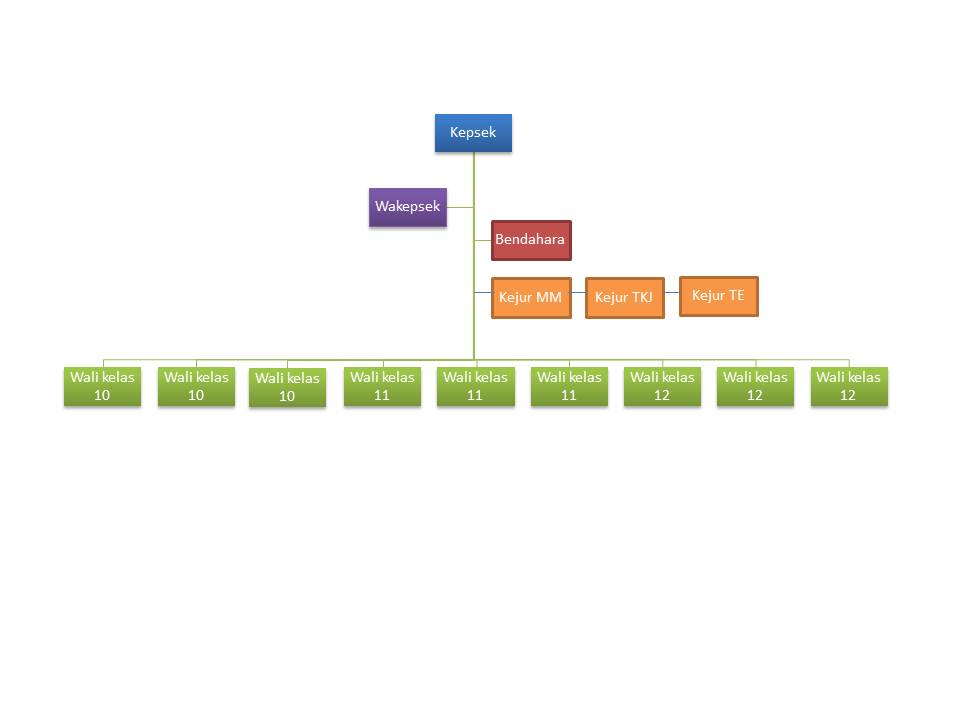 Kepsek
Wakepsek
Bendahara
Kejur MM
Kejur TKJ
Kejur TE
Wali kelas
10
Wali kelas
10
Wali kelas
10
Wali kelas
11
Wali kelas
11
Wali kelas
11
Wali kelas
12
Wali kelas
12
Wali kelas
12